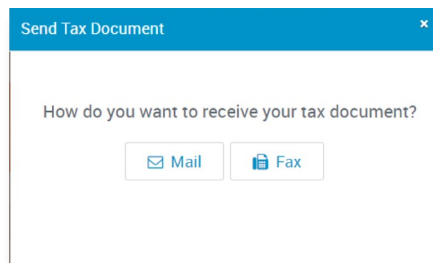 Send Tax Document
How do you want to receive your tax document?
Mail
Fax